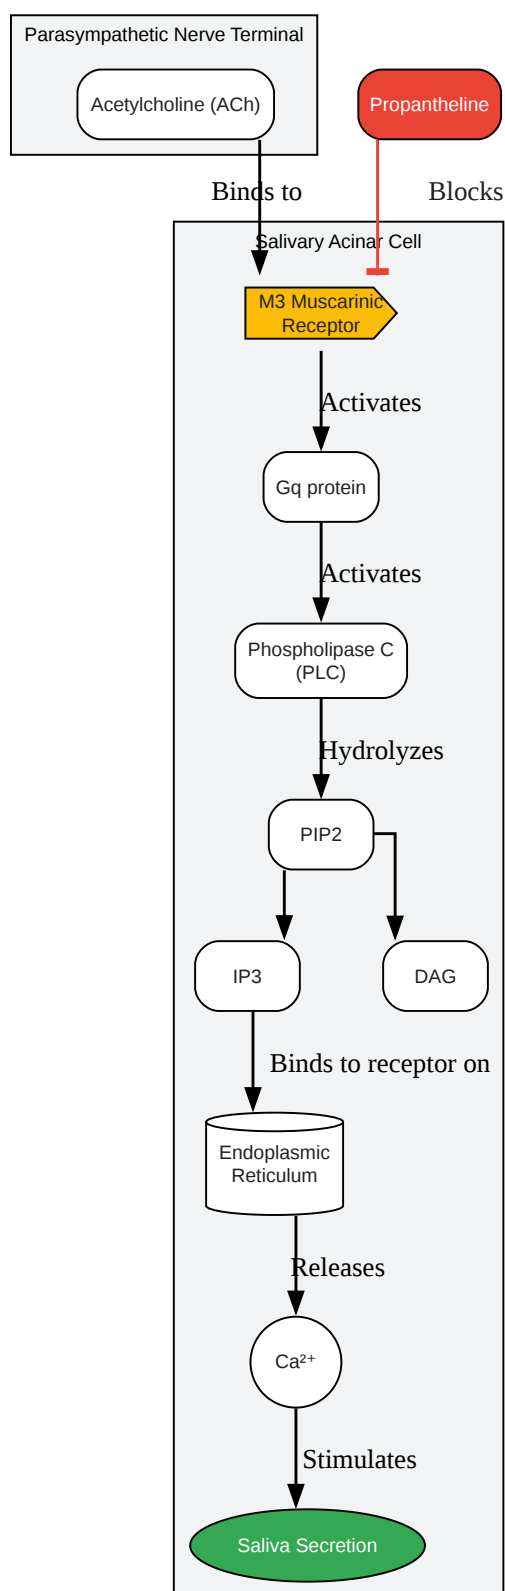 Parasympathetic Nerve Terminal
Acetylcholine (ACh)
Propantheline
Binds to
Blocks
Salivary Acinar Cell
M3 Muscarinic
Receptor
Activates
Gq protein
Activates
Phospholipase C
(PLC)
Hydrolyzes
PIP2
IP3
DAG
Binds to receptor on
Endoplasmic
Reticulum
Releases
Ca²⁺
Stimulates
Saliva Secretion